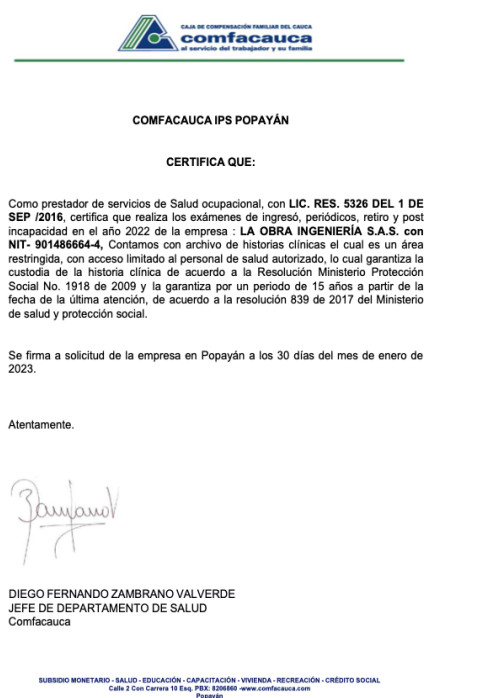 CAJA DE COMPENSACIÓN FAMILIAR DEL CAUCA
comfacauca
al servicio del trabajador y su familia
COMFACAUCA IPS POPAYÁN
CERTIFICA QUE:
Como prestador de servicios de Salud ocupacional, con LIC. RES. 5326 DEL 1 DE
SEP /2016, certifica que realiza los exámenes de ingresó, periódicos, retiro y post
incapacidad en el año 2022 de la empresa : LA OBRA INGENIERÍA S.A.S. con
NIT- 901486664-4, Contamos con archivo de historias clínicas el cual es un área
restringida, con acceso limitado al personal de salud autorizado, lo cual garantiza la
custodia de la historia clínica de acuerdo a la Resolución Ministerio Protección
Social No. 1918 de 2009 y la garantiza por un periodo de 15 años a partir de la
fecha de la última atención, de acuerdo a la resolución 839 de 2017 del Ministerio
de salud y protección social.
Se firma a solicitud de la empresa en Popayán a los 30 días del mes de enero de
2023.
Atentamente.
DIEGO FERNANDO ZAMBRANO VALVERDE
JEFE DE DEPARTAMENTO DE SALUD
Comfacauca
SUBSIDIO MONETARIO - SALUD - EDUCACIÓN - CAPACITACIÓN - VIVIENDA - RECREACIÓN - CRÉDITO SOCIAL
Calle 2 Con Carrera 10 Esq. PBX: 8206860 -www.comfacauca.com
Popayán